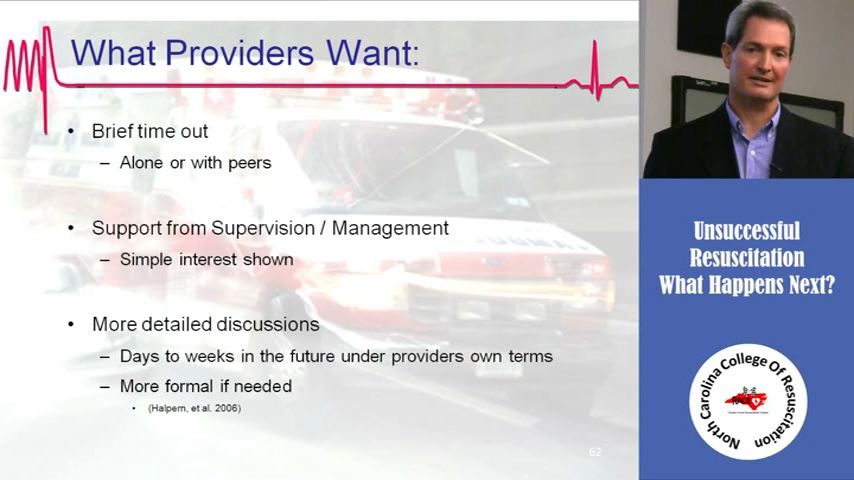 What Providers Want:
• Brief time out
– Alone or with peers
• Support from Supervision / Management
– Simple interest shown
• More detailed discussions
– Days to weeks in the future under providers own terms
– More formal if needed
• (Halpern, et al. 2006)
62
Unsuccessful
Resuscitation
What Happens Next?
North Carolina College Of Resuscitation